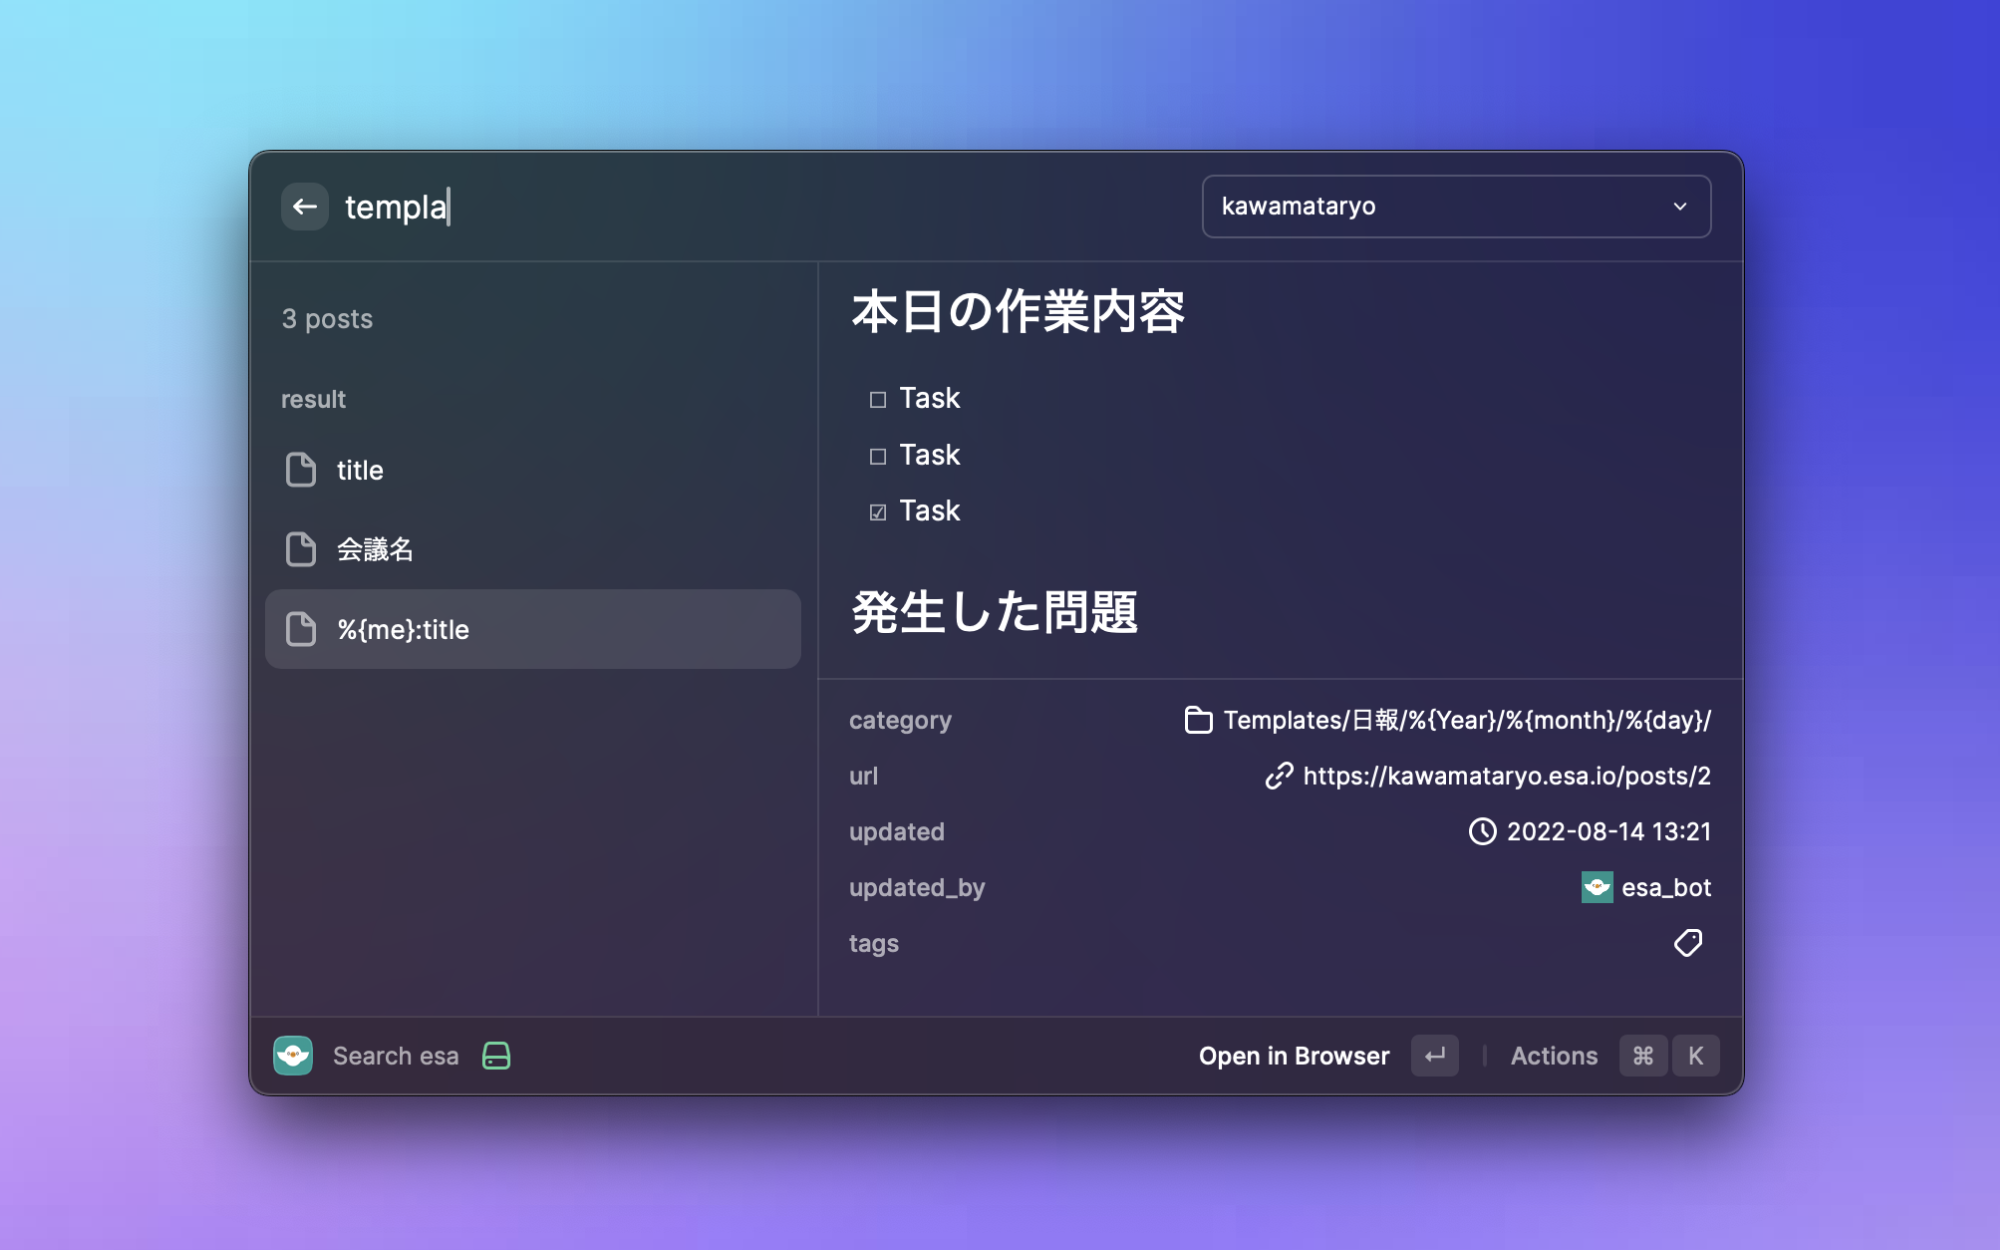 templa
kawamataryo
3 posts
result
title
会議名
%{me}:title
本日の作業内容
☐ Task
☐ Task
☑ Task
発生した問題
category
Templates/日報/%{Year}/%{month}/%{day}/
url
https://kawamataryo.esa.io/posts/2
updated
2022-08-14 13:21
updated_by
esa_bot
tags
Search esa
Open in Browser
Actions
⌘ K